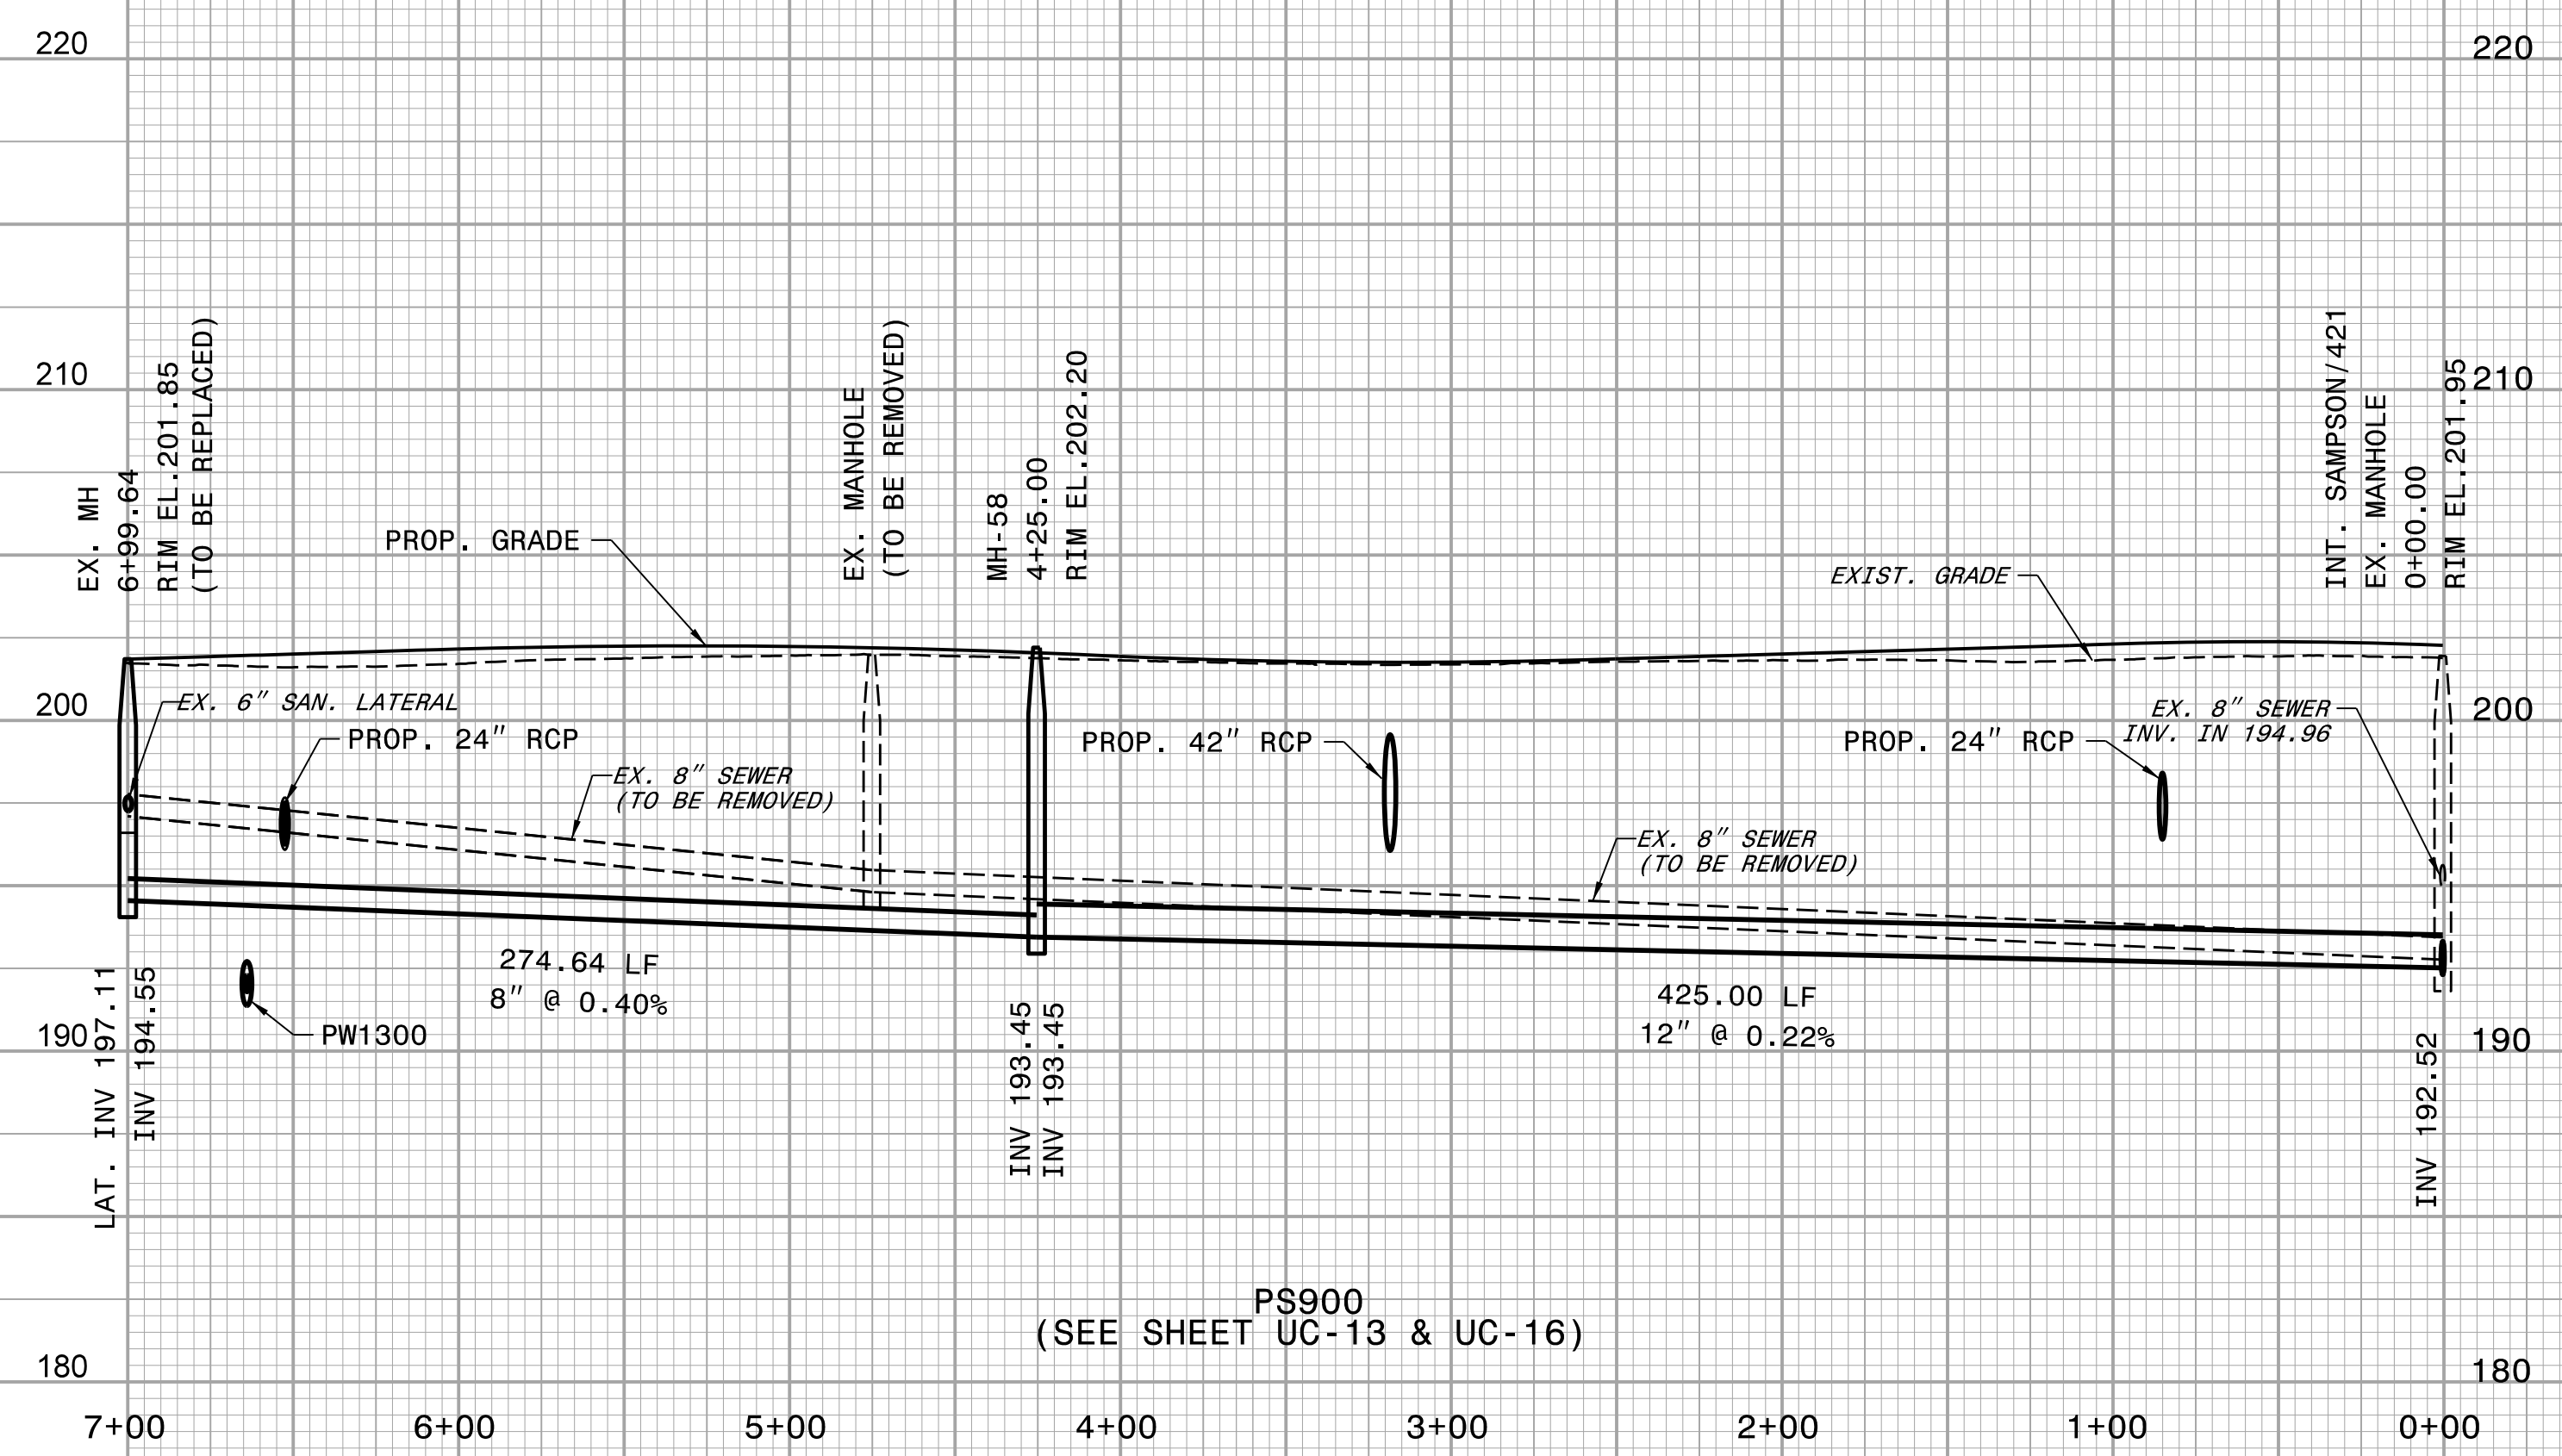 220
220
210
210
200
200
190
190
180
180
EX. MH
6+99.64
RIM EL.201.85
(TO BE REPLACED)
EX. MANHOLE
(TO BE REMOVED)
MH-58
4+25.00
RIM EL.202.20
INT. SAMPSON/421
EX. MANHOLE
0+00.00
RIM EL.201.95
PROP. GRADE
EXIST. GRADE
EX. 6" SAN. LATERAL
PROP. 24" RCP
EX. 8" SEWER
(TO BE REMOVED)
PROP. 42" RCP
PROP. 24" RCP
EX. 8" SEWER
INV. IN 194.96
EX. 8" SEWER
(TO BE REMOVED)
274.64 LF
8" @ 0.40%
PW1300
425.00 LF
12" @ 0.22%
LAT. INV 197.11
INV 194.55
INV 193.45
INV 193.45
INV 192.52
PS900
(SEE SHEET UC-13 & UC-16)
7+00
6+00
5+00
4+00
3+00
2+00
1+00
0+00